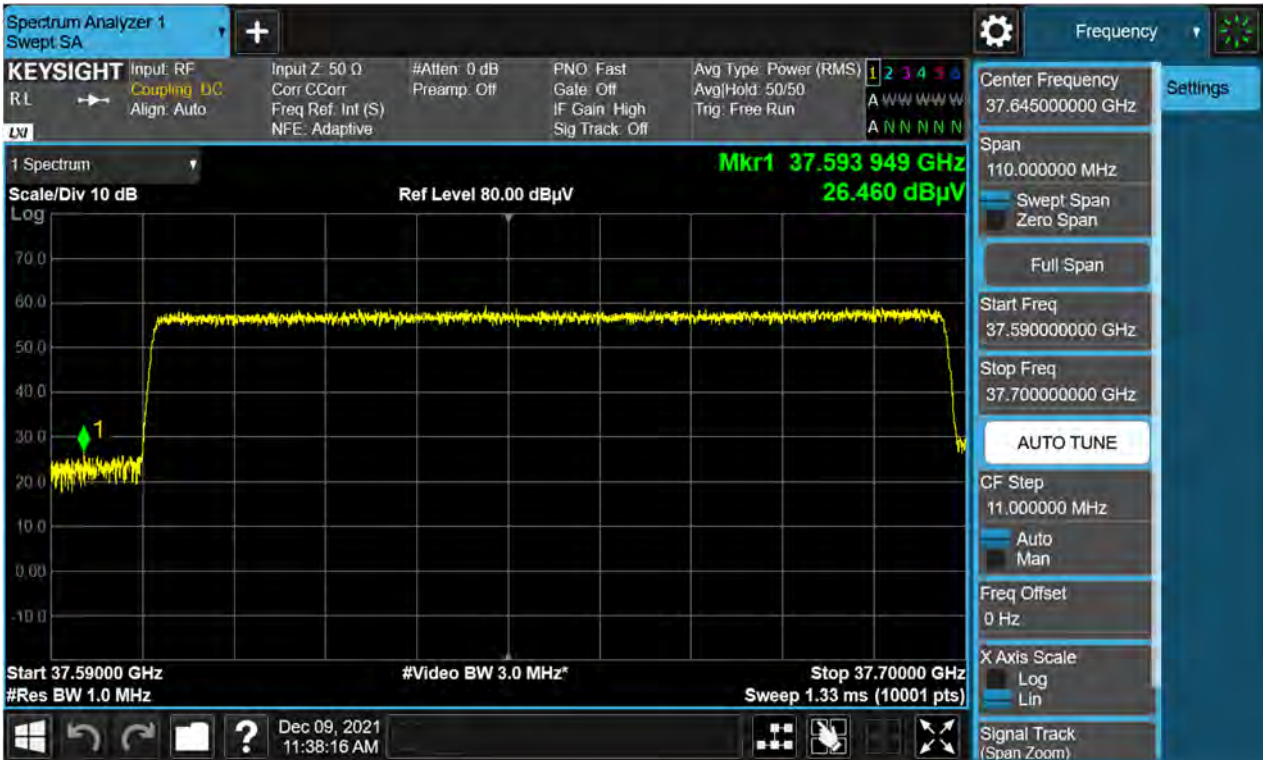 Spectrum Analyzer 1
Swept SA
+
Frequency
KEYSIGHT
RL
LXI
Input: RF
Coupling: DC
Align: Auto
Input Z: 50 Ω
Corr CCorr
Freq Ref: Int (S)
NFE: Adaptive
#Atten: 0 dB
Preamp: Off
PNO: Fast
Gate: Off
IF Gain: High
Sig Track: Off
Avg Type: Power (RMS)
Avg|Hold: 50/50
Trig: Free Run
1 2 3 4 5 6
A W W W W W
A N N N N N
Center Frequency
37.645000000 GHz
Settings
1 Spectrum
Scale/Div 10 dB
Ref Level 80.00 dBµV
Mkr1 37.593 949 GHz
26.460 dBµV
Log
70.0
60.0
50.0
40.0
30.0
20.0
10.0
0.00
-10.0
1
Start 37.59000 GHz
#Video BW 3.0 MHz*
Stop 37.70000 GHz
#Res BW 1.0 MHz
Sweep 1.33 ms (10001 pts)
Span
110.000000 MHz
Swept Span
Zero Span
Full Span
Start Freq
37.590000000 GHz
Stop Freq
37.700000000 GHz
AUTO TUNE
CF Step
11.000000 MHz
Auto
Man
Freq Offset
0 Hz
X Axis Scale
Log
Lin
Signal Track
(Span Zoom)
?
Dec 09, 2021
11:38:16 AM